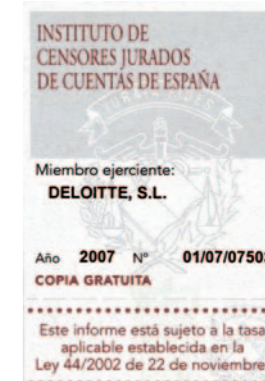 INSTITUTO DE
CENSORES JURADOS
DE CUENTAS DE ESPAÑA
Miembro ejerciente:
DELOITTE, S.L.
Año 2007 Nº 01/07/07503
COPIA GRATUITA
Este informe está sujeto a la tasa
aplicable establecida en la
Ley 44/2002 de 22 de noviembre